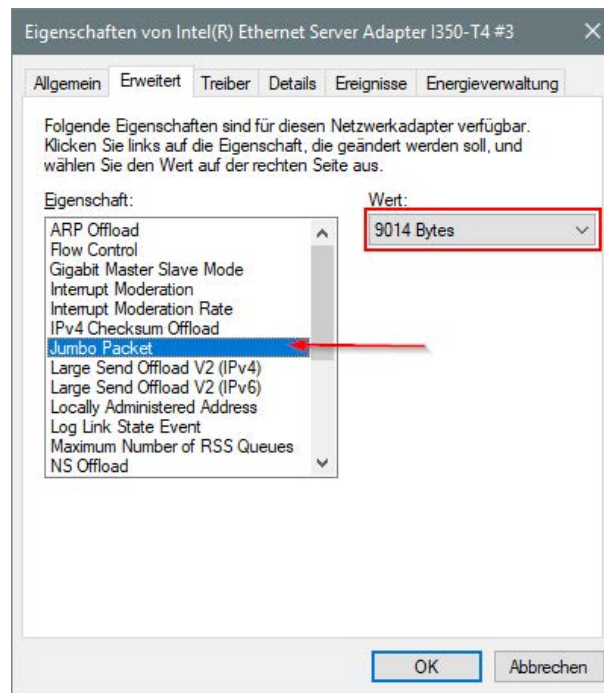 Eigenschaften von Intel(R) Ethernet Server Adapter I350-T4 #3
Allgemein Erweitert Treiber Details Ereignisse Energieverwaltung
Folgende Eigenschaften sind für diesen Netzwerkadapter verfügbar.
Klicken Sie links auf die Eigenschaft, die geändert werden soll, und
wählen Sie den Wert auf der rechten Seite aus.
Eigenschaft:
Wert:
ARP Offload
Flow Control
Gigabit Master Slave Mode
Interrupt Moderation
Interrupt Moderation Rate
IPv4 Checksum Offload
Jumbo Packet
Large Send Offload V2 (IPv4)
Large Send Offload V2 (IPv6)
Locally Administered Address
Log Link State Event
Maximum Number of RSS Queues
NS Offload
9014 Bytes
OK Abbrechen